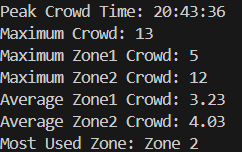 Peak Crowd Time: 20:43:36
Maximum Crowd: 13
Maximum Zone1 Crowd: 5
Maximum Zone2 Crowd: 12
Average Zone1 Crowd: 3.23
Average Zone2 Crowd: 4.03
Most Used Zone: Zone 2